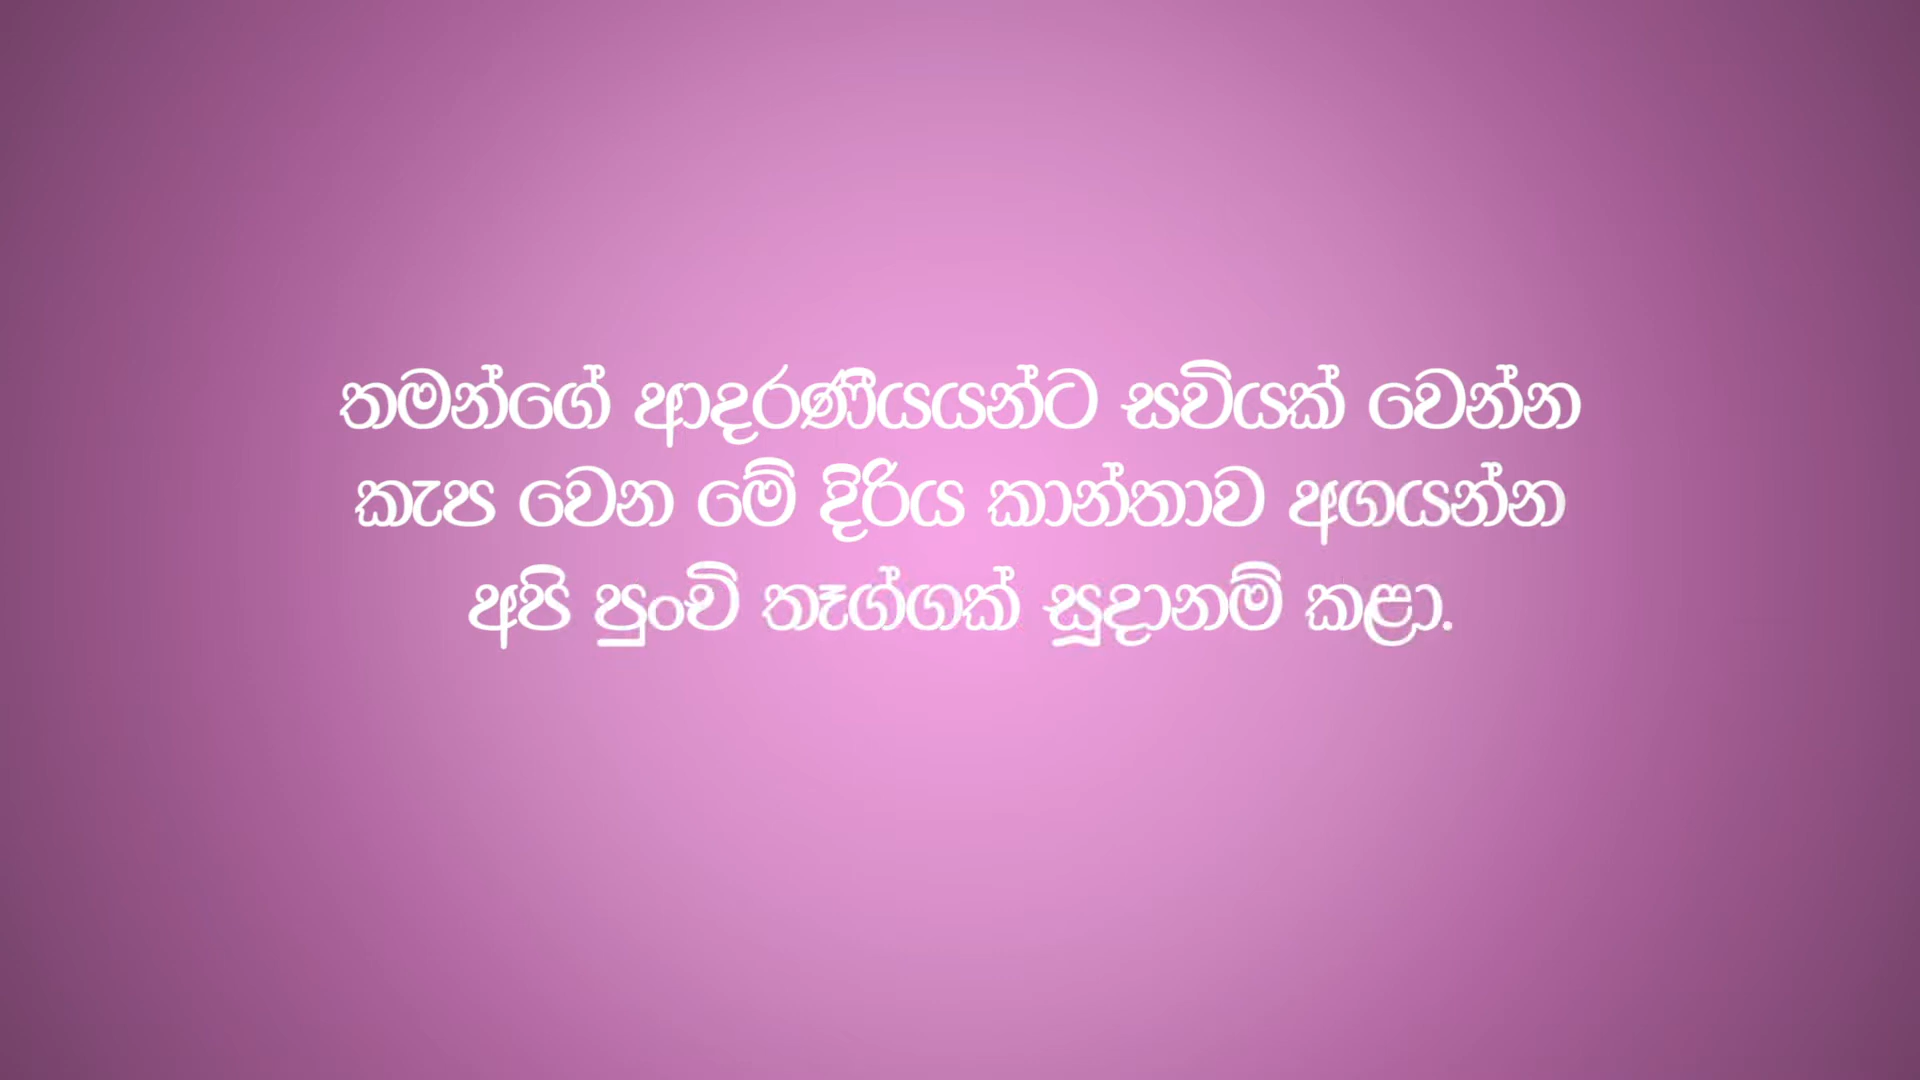 තමන්ගේ ආදරණීයයන්ට සවියක් වෙන්න
කැප වෙන මේ දිරිය කාන්තාව අගයන්න
අපි පුංචි තෑග්ගක් සූදානම් කළා.